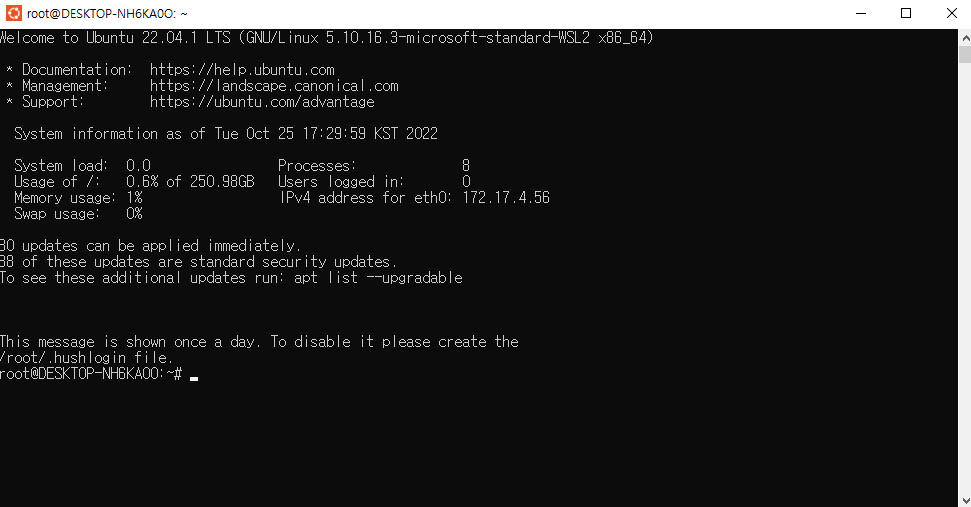 root@DESKTOP-NH6KA0O: ~
Welcome to Ubuntu 22.04.1 LTS (GNU/Linux 5.10.16.3-microsoft-standard-WSL2 x86_64)
* Documentation:  https://help.ubuntu.com
* Management:     https://landscape.canonical.com
* Support:        https://ubuntu.com/advantage
System information as of Tue Oct 25 17:29:59 KST 2022
System load:  0.0                Processes:             8
Usage of /:   0.6% of 250.98GB   Users logged in:       0
Memory usage: 1%                 IPv4 address for eth0: 172.17.4.56
Swap usage:   0%
updates can be applied immediately.
of these updates are standard security updates.
To see these additional updates run: apt list --upgradable
This message is shown once a day. To disable it please create the
/root/.hushlogin file.
root@DESKTOP-NH6KA0O:~#